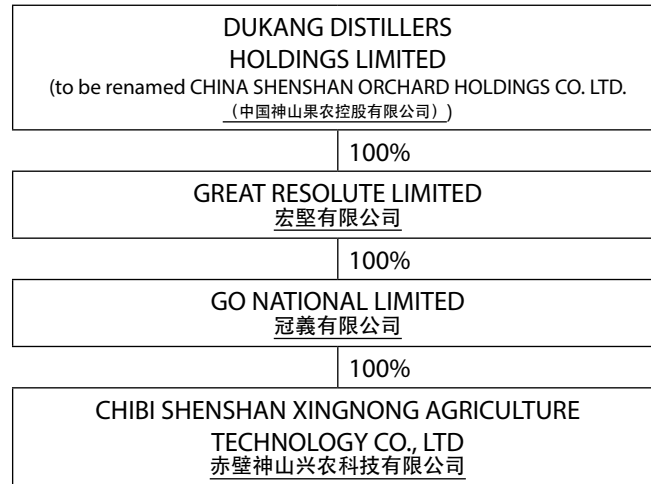 DUKANG DISTILLERS
HOLDINGS LIMITED
(to be renamed CHINA SHENSHAN ORCHARD HOLDINGS CO. LTD.
（中国神山果农控股有限公司）)
100%
GREAT RESOLUTE LIMITED
宏堅有限公司
100%
GO NATIONAL LIMITED
冠義有限公司
100%
CHIBI SHENSHAN XINGNONG AGRICULTURE
TECHNOLOGY CO., LTD
赤壁神山兴农科技有限公司